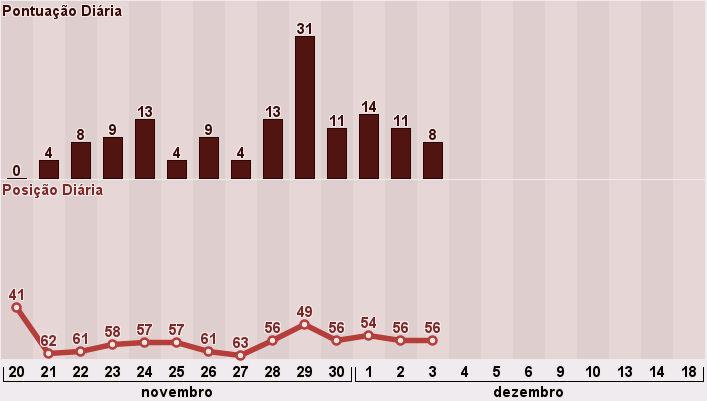 Pontuação Diária
0 4 8 9 13 4 9 4 13 31 11 14 11 8
Posição Diária
41 62 61 58 57 57 61 63 56 49 56 54 56 56
20 21 22 23 24 25 26 27 28 29 30 1 2 3 4 5 6 9 10 13 14 18
novembro dezembro